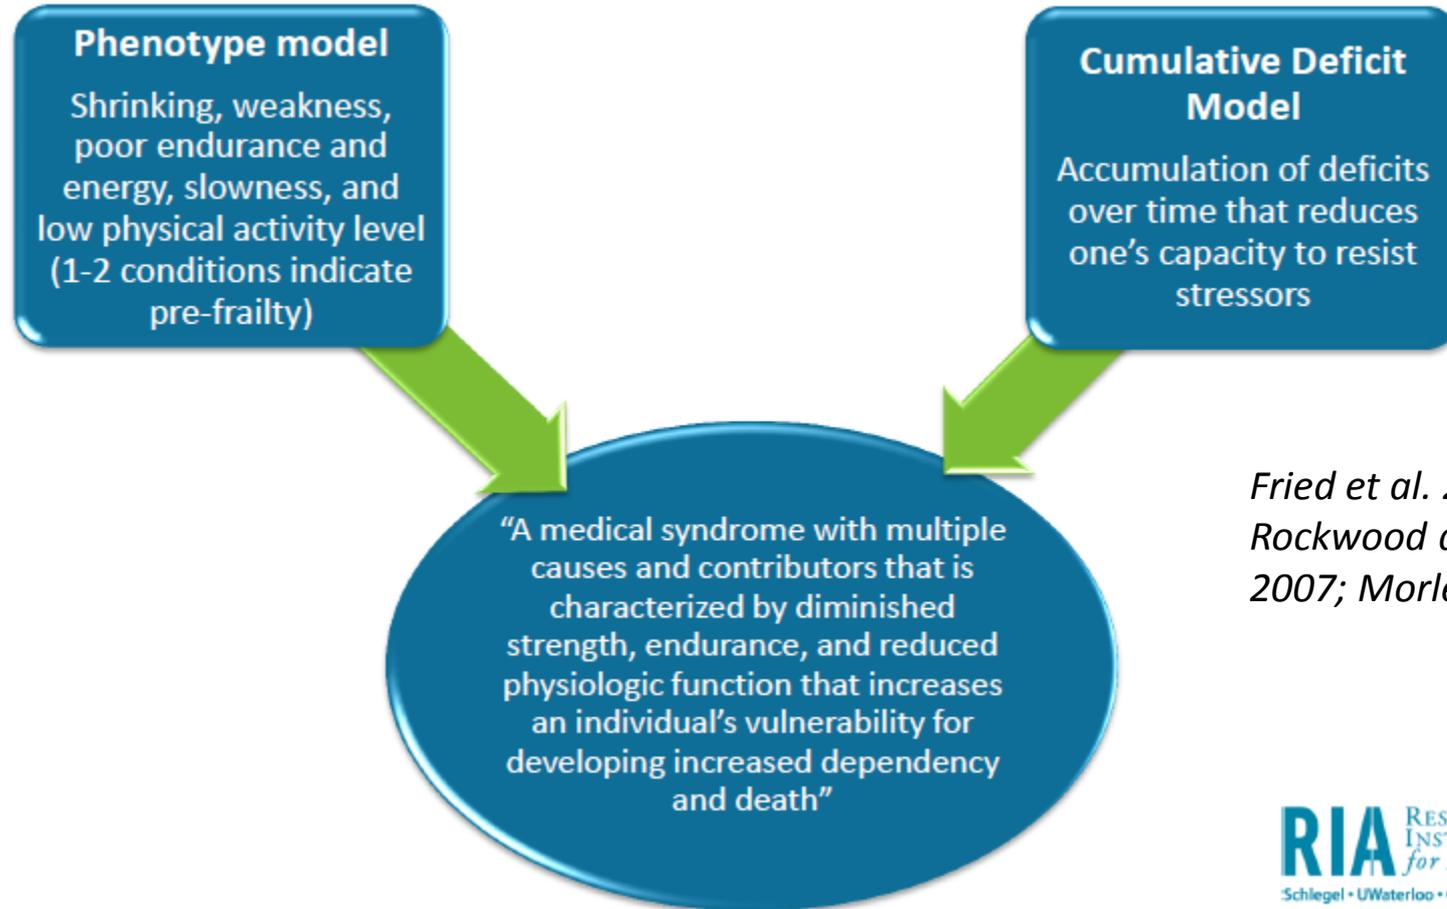 Phenotype model
Shrinking, weakness,
poor endurance and
energy, slowness, and
low physical activity level
(1-2 conditions indicate
pre-frailty)
Cumulative Deficit
Model
Accumulation of deficits
over time that reduces
one's capacity to resist
stressors
"A medical syndrome with multiple
causes and contributors that is
characterized by diminished
strength, endurance, and reduced
physiologic function that increases
an individual's vulnerability for
developing increased dependency
and death"
Fried et al.
Rockwood
2007;
RIA
for
Schlegel • UWaterloo •